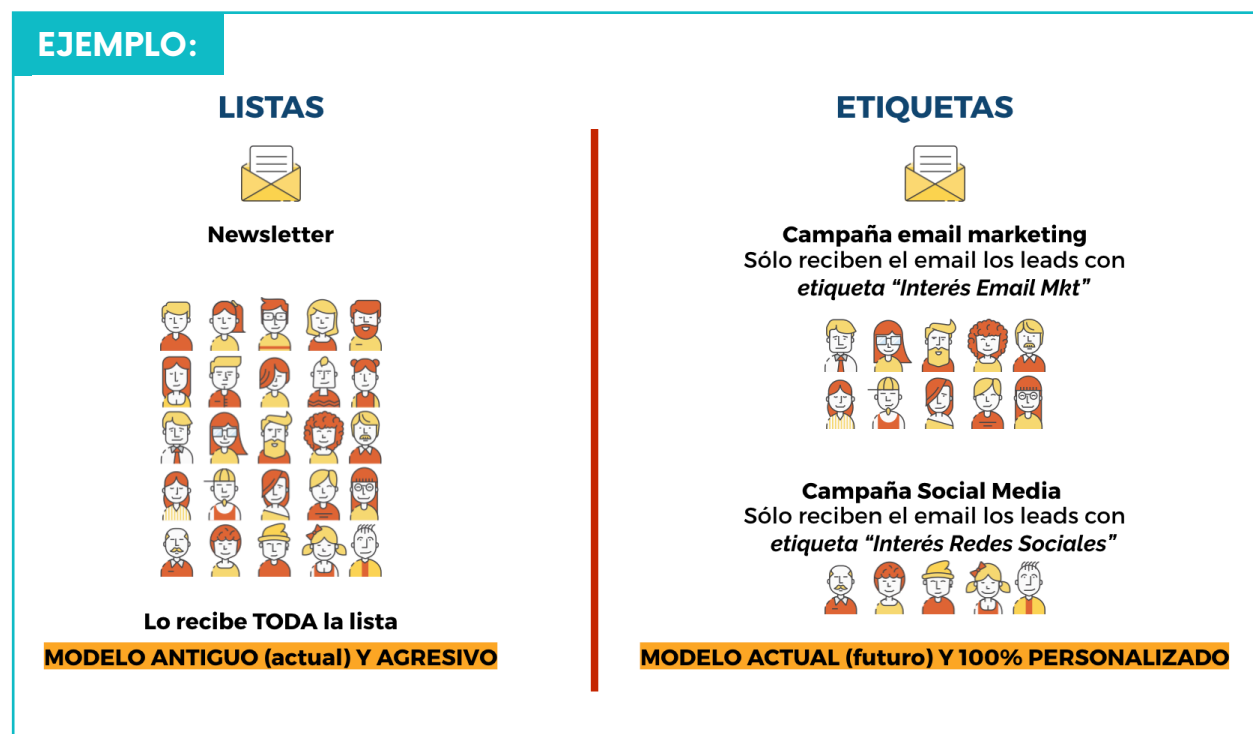 EJEMPLO:
LISTAS
Newsletter
Lo recibe TODA la lista
MODELO ANTIGUO (actual) Y AGRESIVO
ETIQUETAS
Campaña email marketing
Sólo reciben el email los leads con
etiqueta “Interés Email Mkt”
Campaña Social Media
Sólo reciben el email los leads con
etiqueta “Interés Redes Sociales”
MODELO ACTUAL (futuro) Y 100% PERSONALIZADO